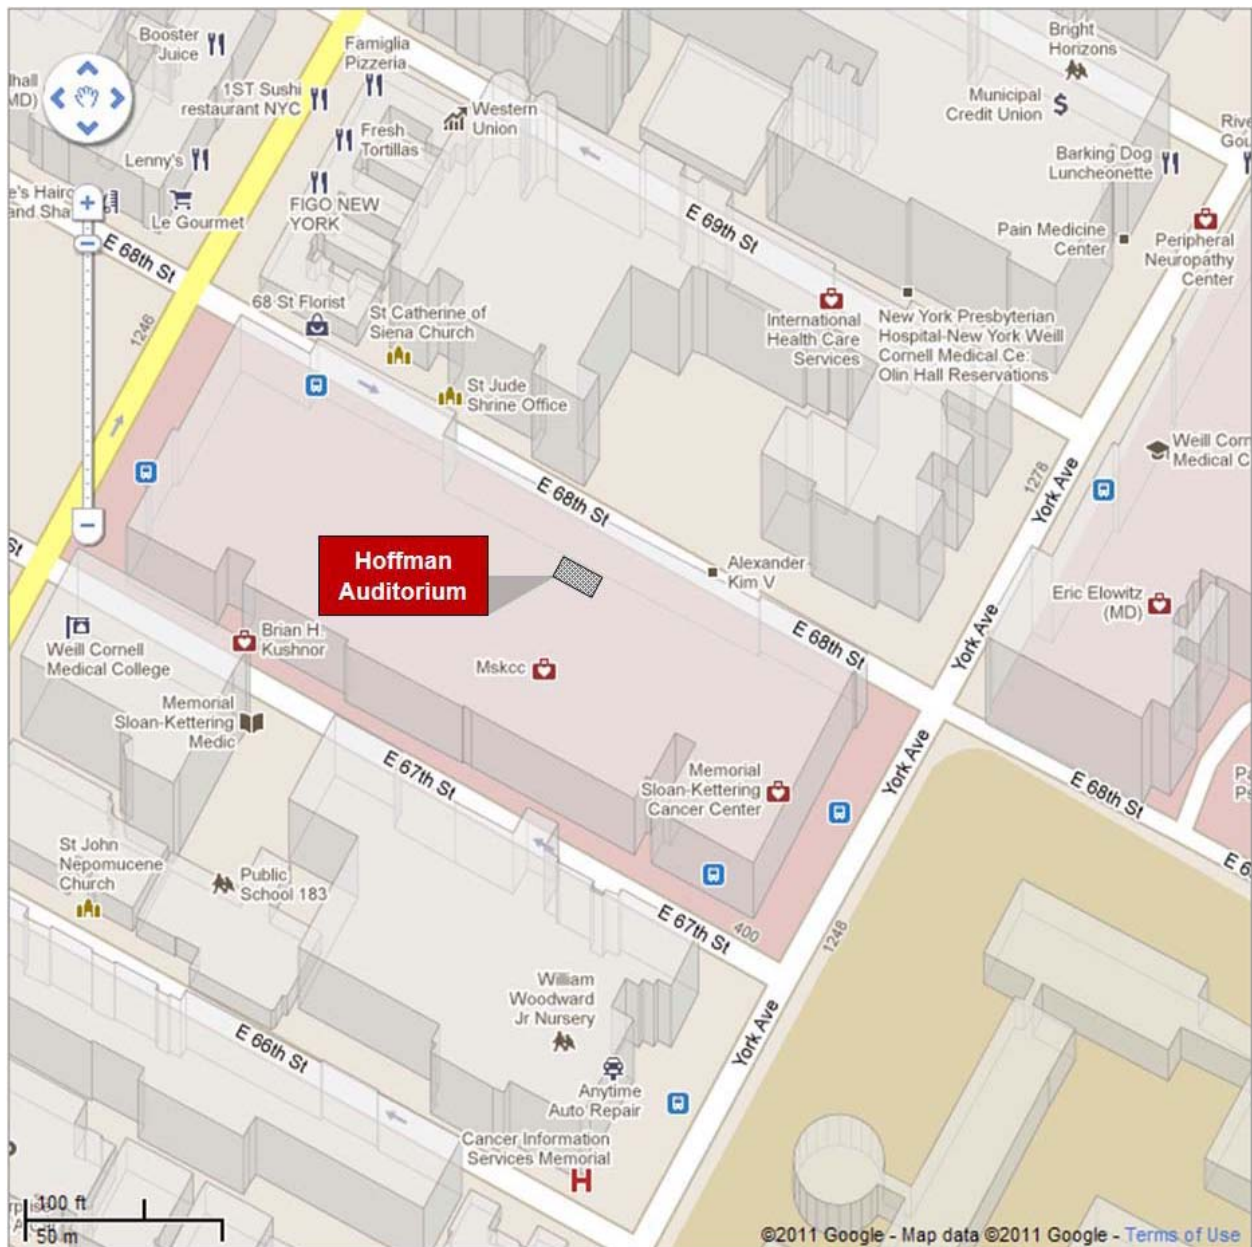 Booster
Juice
Famiglia
Pizzeria
Bright
Horizons
1ST Sushi
restaurant NYC
Western
Union
Municipal
Credit Union
Fresh
Tortillas
Lenny's
Barking Dog
Luncheonette
FIGO NEW
YORK
Le Gourmet
E 69th St
Pain Medicine
Center
Peripheral
Neuropathy
Center
E 68th St
68 St Florist
St Catherine of
Siena Church
International
Health Care
Services
New York Presbyterian
Hospital-New York Weill
Cornell Medical Ce:
Olin Hall Reservations
1246
St Jude
Shrine Office
Weill Corn
Medical C
1278
York Ave
E 68th St
Hoffman
Auditorium
Alexander
Kim V
Eric Elowitz
(MD)
Brian H.
Kushnor
Weill Cornell
Medical College
E 68th St
York Ave
Mskcc
Memorial
Sloan-Kettering
Medic
E 67th St
Memorial
Sloan-Kettering
Cancer Center
York Ave
E 68th St
St John
Nepomucene
Church
Public
School 183
E 67th St
400
1248
William
Woodward
Jr Nursery
York Ave
E 66th St
Anytime
Auto Repair
Cancer Information
Services Memorial
H
100 ft
50 m
©2011 Google - Map data ©2011 Google - Terms of Use